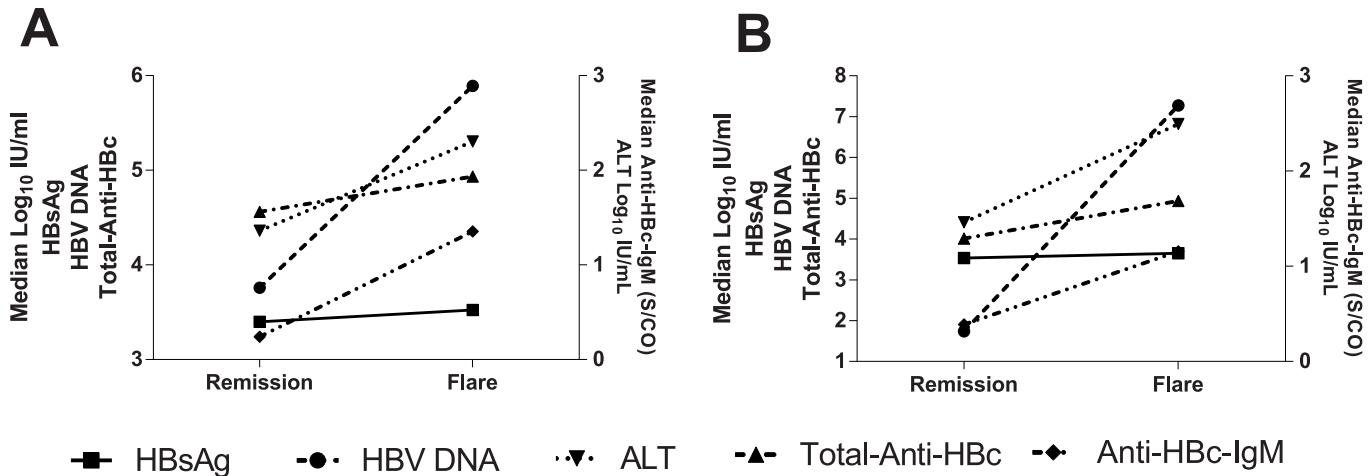 A
Median Log10 IU/ml
HBsAg
HBV DNA
Total-Anti-HBc
6
5
4
3
3
2
1
0
Median Anti-HBc-IgM (S/CO)
ALT Log10 IU/mL
Remission
Flare
B
Median Log10 IU/ml
HBsAg
HBV DNA
Total-Anti-HBc
8
7
6
5
4
3
2
1
3
2
1
0
Median Anti-HBc-IgM (S/CO)
ALT Log10 IU/mL
Remission
Flare
HBsAg
HBV DNA
ALT
Total-Anti-HBc
Anti-HBc-IgM